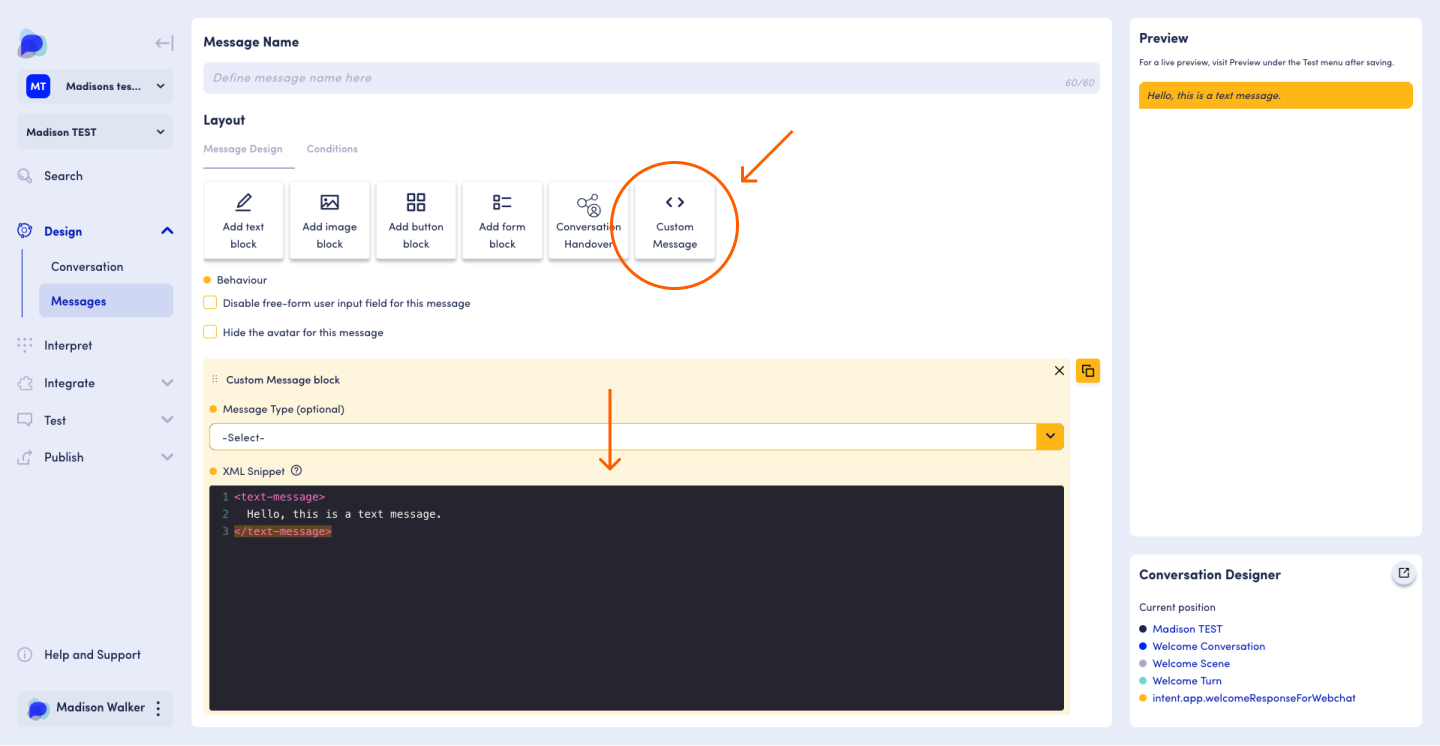 MT
Madisons tes...
Madison TEST
Search
Design
Conversation
Messages
Interpret
Integrate
Test
Publish
Help and Support
Madison Walker
Message Name
Define message name here
60/60
Layout
Message Design
Conditions
Add text
block
Add image
block
Add button
block
Add form
block
Conversation
Handover
Custom
Message
Behaviour
Disable free-form user input field for this message
Hide the avatar for this message
Custom Message block
Message Type (optional)
-Select-
XML Snippet
1 <text-message>
2 Hello, this is a text message.
3 </text-message>
Preview
For a live preview, visit Preview under the Test menu after saving.
Hello, this is a text message.
Conversation Designer
Current position
Madison TEST
Welcome Conversation
Welcome Scene
Welcome Turn
intent.app.welcomeResponseForWebchat